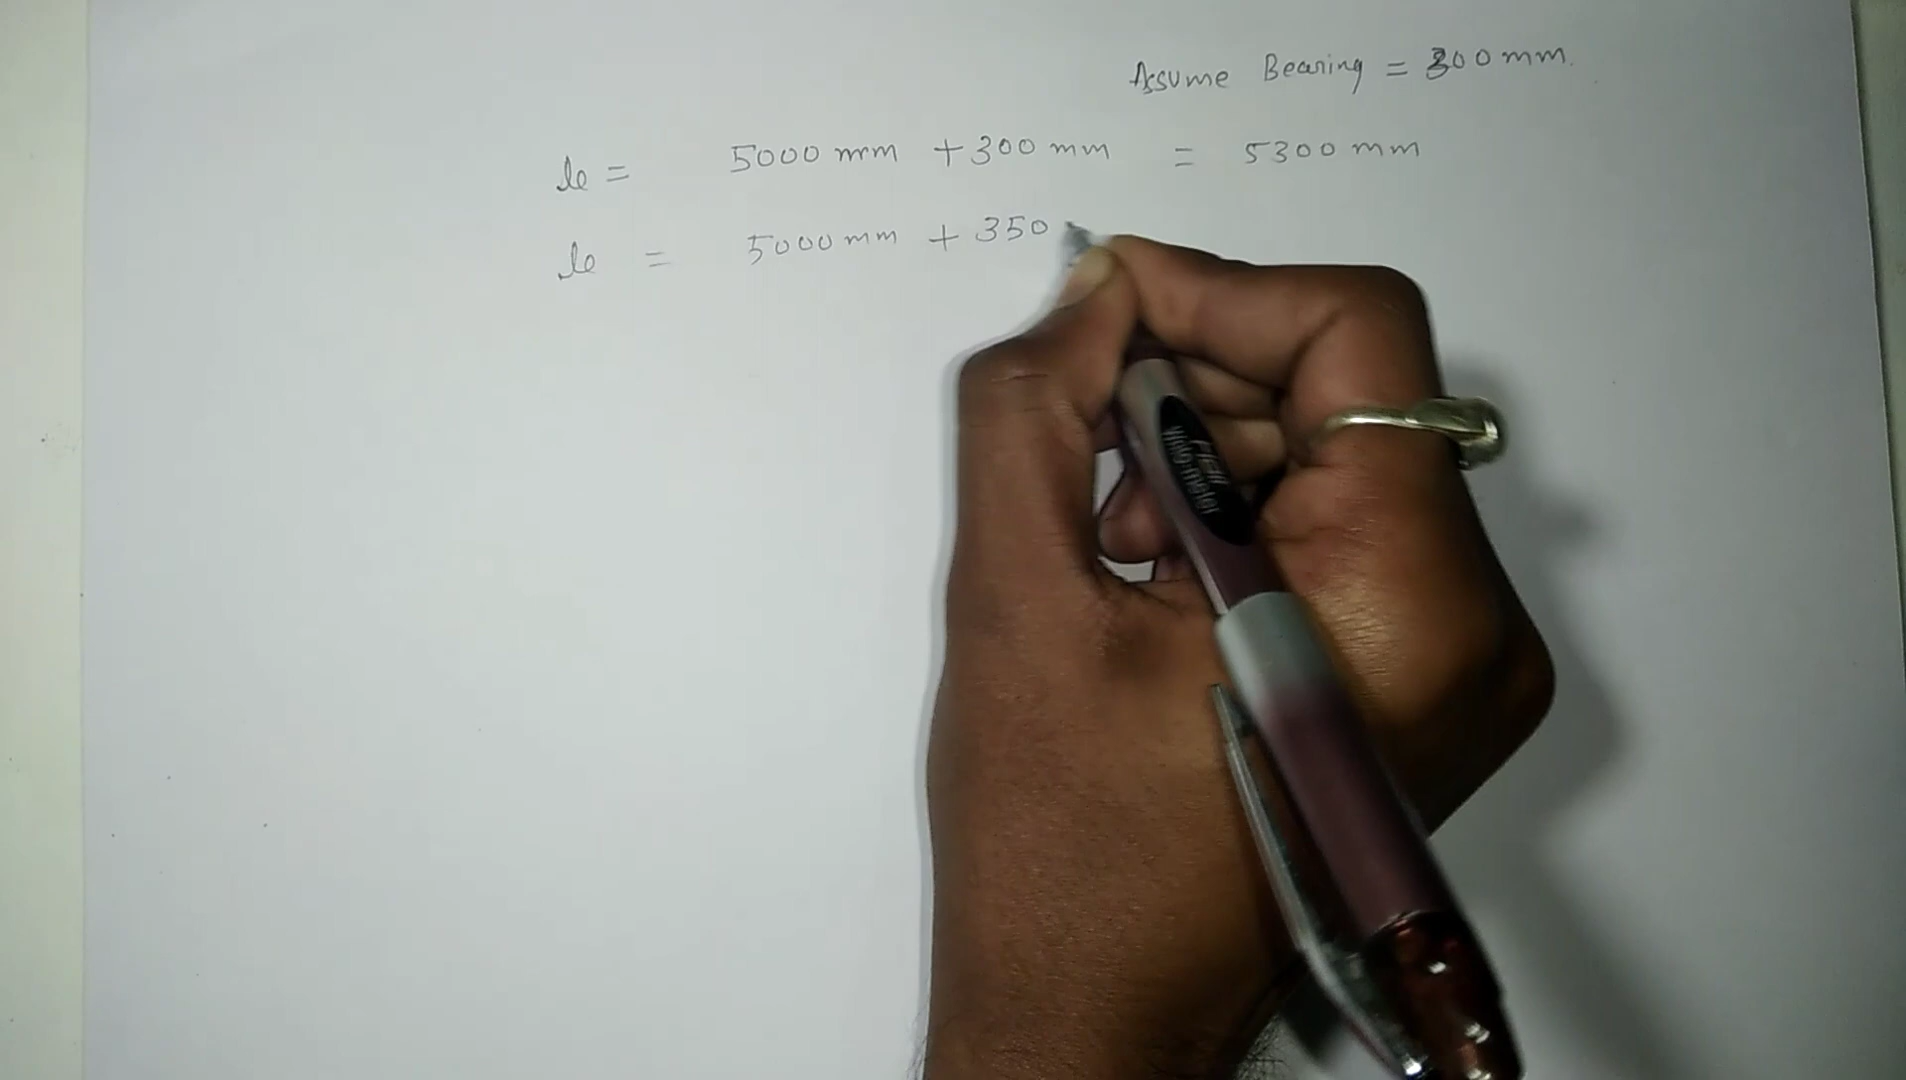 Assume Bearing = 300 mm.
le = 5000 mm + 300 mm = 5300 mm
le = 5000 mm + 350